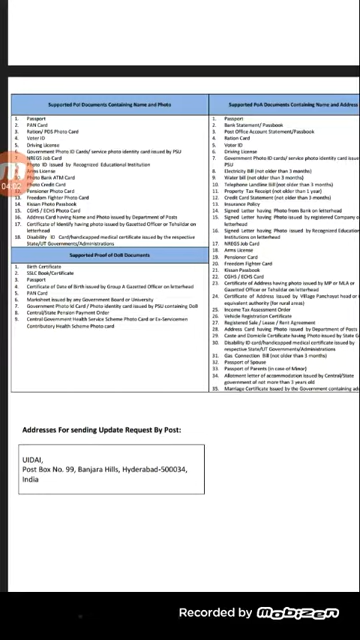 Supported PoI Documents Containing Name and Photo
1. Passport
2. PAN Card
3. Ration/ PDS Photo Card
4. Voter ID
5. Driving License
6. Government Photo ID Cards/ service photo identity card issued by PSU
7. NREGS Job Card
Photo ID issued by Recognized Educational Institution
Arms License
Photo Bank ATM Card
Photo Credit Card
12. Pensioner Photo Card
13. Freedom Fighter Photo Card
14. Kissan Photo Passbook
15. CGHS / ECHS Photo Card
16. Address Card having Name and Photo issued by Department of Posts
17. Certificate of Identify having photo issued by Gazetted Officer or Tehsildar on
letterhead
18. Disability ID Card/handicapped medical certificate issued by the respective
State/UT Governments/Administrations
Supported Proof of DoB Documents
1. Birth Certificate
2. SSLC Book/Certificate
3. Passport
4. Certificate of Date of Birth issued by Group A Gazetted Officer on letterhead
5. PAN Card
6. Marksheet issued by any Government Board or University
7. Government Photo ID Card / Photo identity card issued by PSU containing DoB
8. Central/State Pension Payment Order
9. Central Government Health Service Scheme Photo Card or Ex-Servicemen
Contributory Health Scheme Photo card
Supported PoA Documents Containing Name and Address
1. Passport
2. Bank Statement/Passbook
3. Post Office Account Statement/Passbook
4. Ration Card
5. Voter ID
6. Driving License
7. Government Photo ID cards/ service photo identity card issued
PSU
8. Electricity Bill (not older than 3 months)
9. Water bill (not older than 3 months)
10. Telephone Landline Bill (not older than 3 months)
11. Property Tax Receipt (not older than 1 year)
12. Credit Card Statement (not older than 3 months)
13. Insurance Policy
14. Signed Letter having Photo from Bank on letterhead
15. Signed Letter having Photo issued by registered Company o
letterhead
16. Signed Letter having Photo issued by Recognized Education
Institutions on letterhead
17. NREGS Job Card
18. Arms License
19. Pensioner Card
20. Freedom Fighter Card
21. Kissan Passbook
22. CGHS / ECHS Card
23. Certificate of Address having photo issued by MP or MLA or
Gazetted Officer or Tehsildar on letterhead
24. Certificate of Address issued by Village Panchayat head or
equivalent authority (for rural areas)
25. Income Tax Assessment Order
26. Vehicle Registration Certificate
27. Registered Sale / Lease / Rent Agreement
28. Address Card having Photo issued by Department of Posts
29. Caste and Domicile Certificate having Photo issued by State G
30. Disability ID card/handicapped medical certificate issued by
respective State/UT Governments/Administrations
31. Gas Connection Bill (not older than 3 months)
32. Passport of Spouse
33. Passport of Parents (in case of Minor)
34. Allotment letter of accommodation issued by Central/State
government of not more than 3 years old
35. Marriage Certificate issued by the Government containing add
Addresses For sending Update Request By Post:
UIDAI,
Post Box No. 99, Banjara Hills, Hyderabad-500034,
India
Recorded by Mobizen